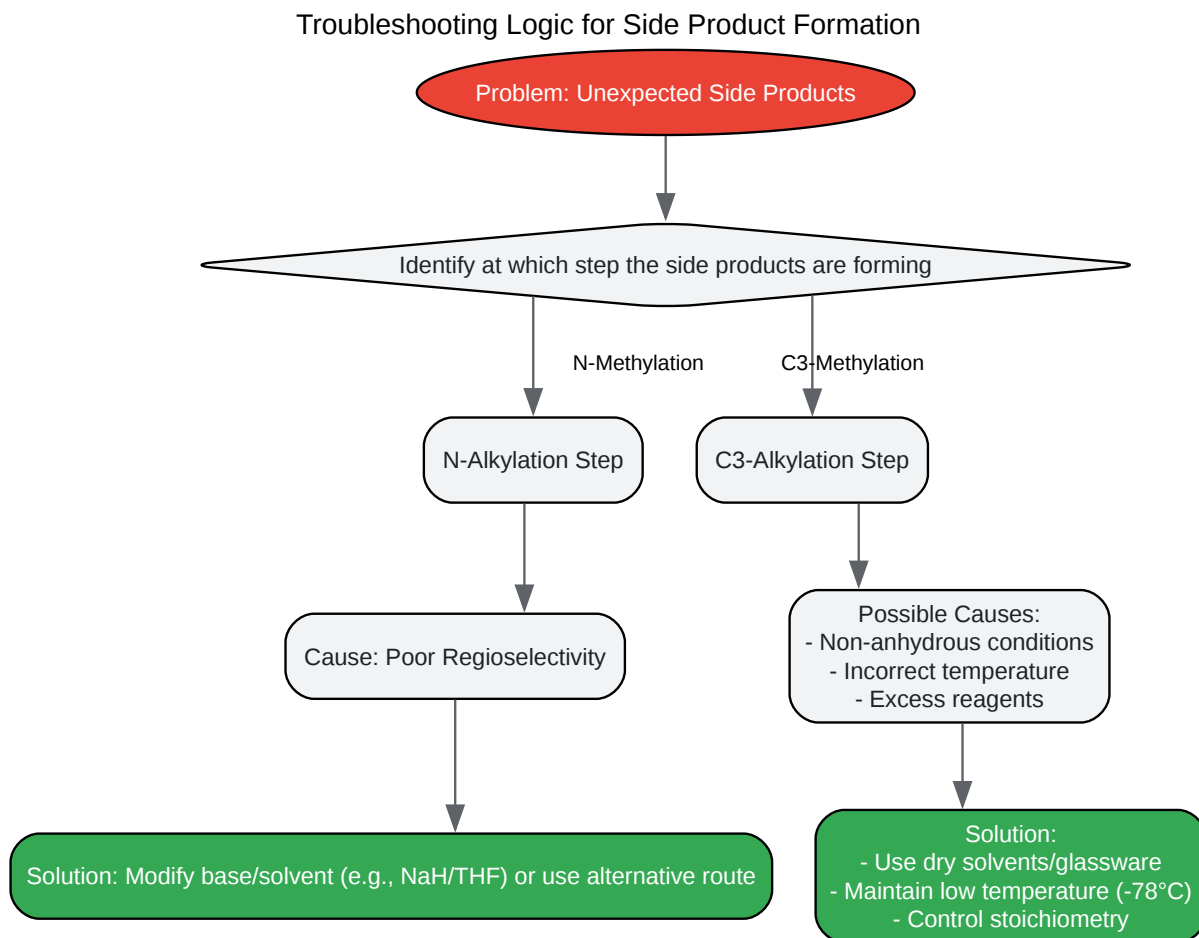 Troubleshooting Logic for Side Product Formation
Problem: Unexpected Side Products
Identify at which step the side products are forming
N-Methylation
C3-Methylation
N-Alkylation Step
C3-Alkylation Step
Cause: Poor Regioselectivity
Possible Causes:
- Non-anhydrous conditions
- Incorrect temperature
- Excess reagents
Solution: Modify base/solvent (e.g., NaH/THF) or use alternative route
Solution:
- Use dry solvents/glassware
- Maintain low temperature (-78°C)
- Control stoichiometry